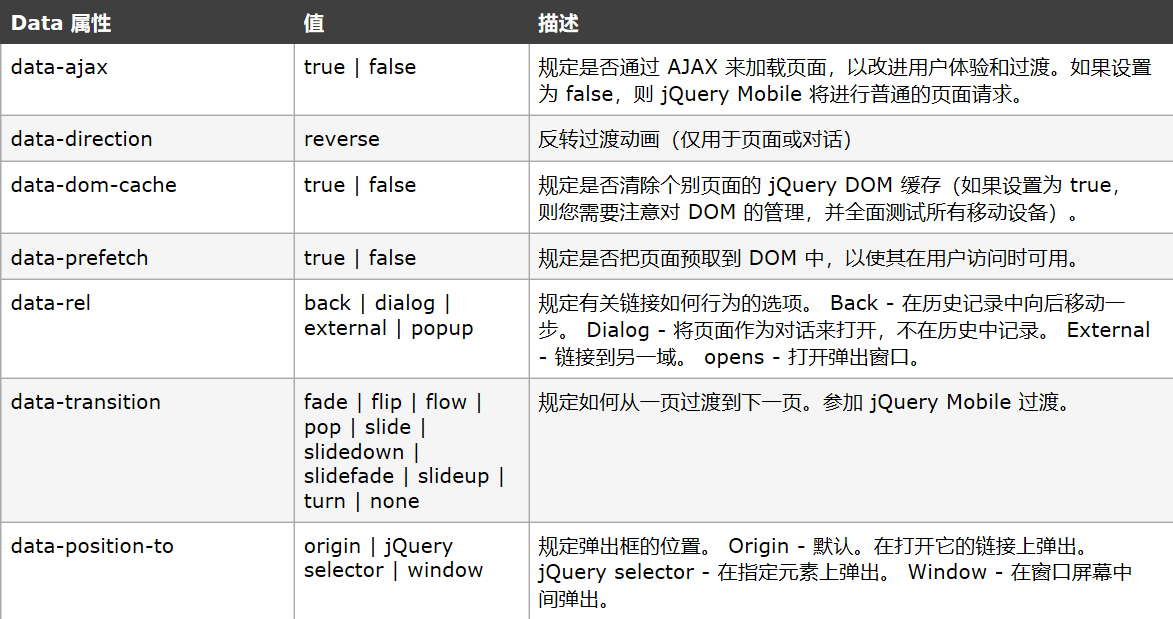 Data 属性 值 描述
data-ajax true | false 规定是否通过 AJAX 来加载页面，以改进用户体验和过渡。如果设置
为 false，则 jQuery Mobile 将进行普通的页面请求。
data-direction reverse 反转过渡动画（仅用于页面或对话）
data-dom-cache true | false 规定是否清除个别页面的 jQuery DOM 缓存（如果设置为 true，
则您需要注意对 DOM 的管理，并全面测试所有移动设备）。
data-prefetch true | false 规定是否把页面预取到 DOM 中，以使其在用户访问时可用。
data-rel back | dialog | 规定有关链接如何行为的选项。 Back - 在历史记录中向后移动一
external | popup 步。 Dialog - 将页面作为对话来打开，不在历史中记录。 External
- 链接到另一域。 opens - 打开弹出窗口。
data-transition fade | flip | flow | 规定如何从一页过渡到下一页。参加 jQuery Mobile 过渡。
pop | slide |
slidedown |
slidefade | slideup |
turn | none
data-position-to origin | jQuery 规定弹出框的位置。 Origin - 默认。在打开它的链接上弹出。
selector | window jQuery selector - 在指定元素上弹出。 Window - 在窗口屏幕中
间弹出。